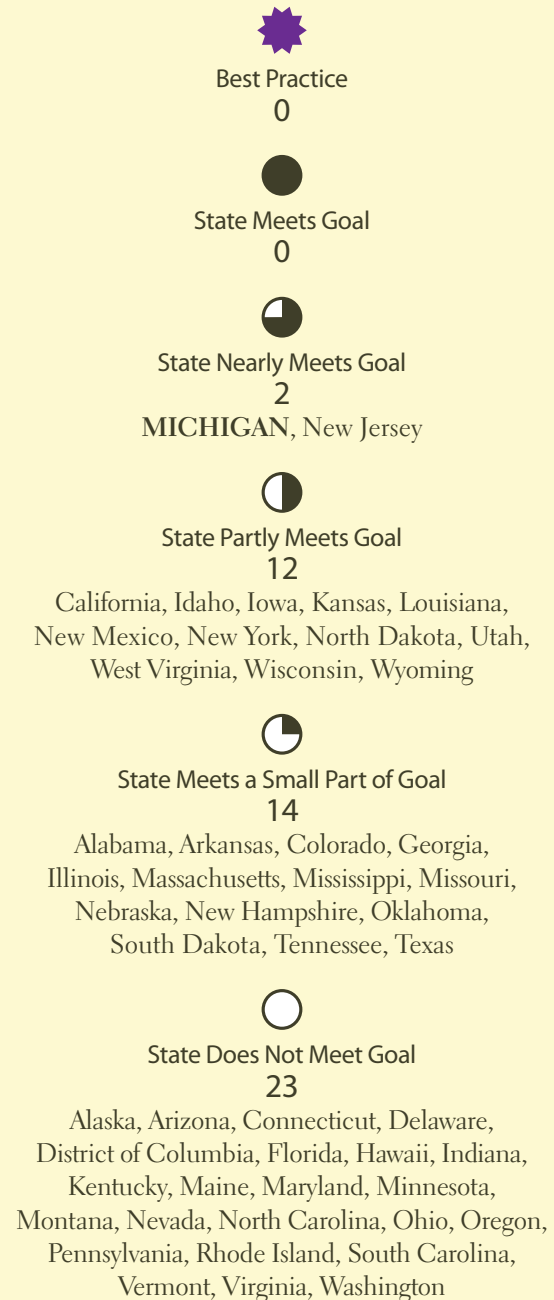 Best Practice
0
State Meets Goal
0
State Nearly Meets Goal
2
MICHIGAN, New Jersey
State Partly Meets Goal
12
California, Idaho, Iowa, Kansas, Louisiana,
New Mexico, New York, North Dakota, Utah,
West Virginia, Wisconsin, Wyoming
State Meets a Small Part of Goal
14
Alabama, Arkansas, Colorado, Georgia,
Illinois, Massachusetts, Mississippi, Missouri,
Nebraska, New Hampshire, Oklahoma,
South Dakota, Tennessee, Texas
State Does Not Meet Goal
23
Alaska, Arizona, Connecticut, Delaware,
District of Columbia, Florida, Hawaii, Indiana,
Kentucky, Maine, Maryland, Minnesota,
Montana, Nevada, North Carolina, Ohio, Oregon,
Pennsylvania, Rhode Island, South Carolina,
Vermont, Virginia, Washington